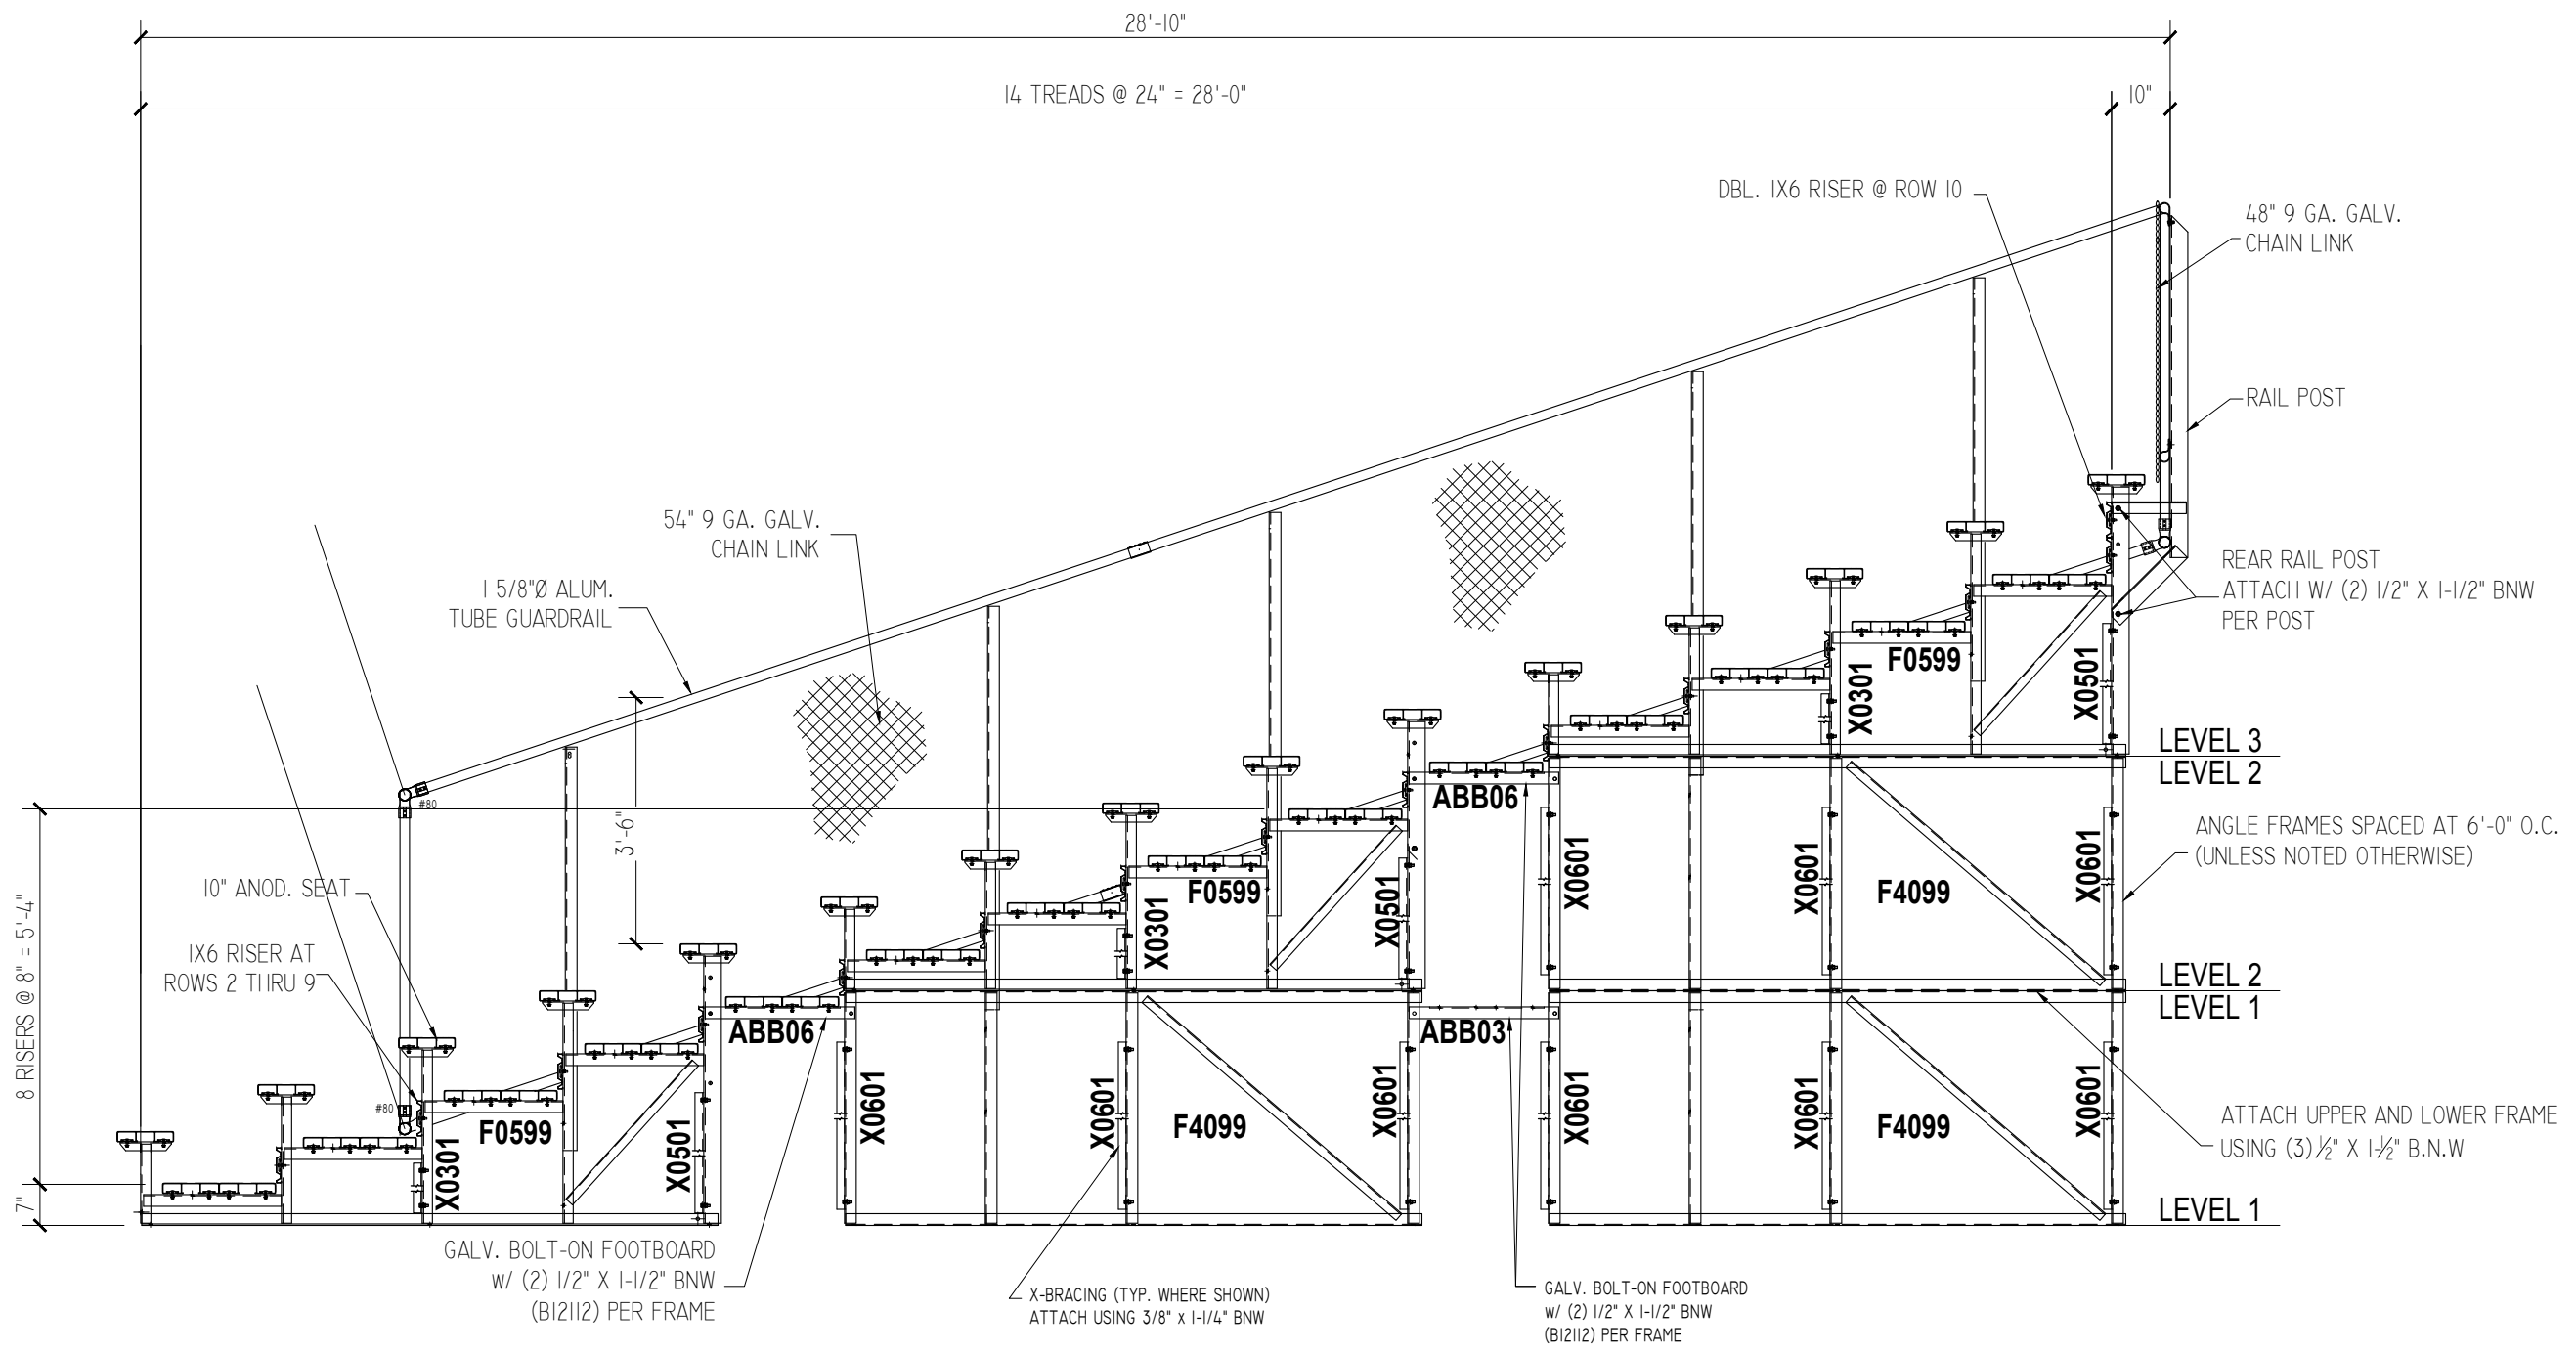 28'-10"
14 TREADS @ 24" = 28'-0"
10"
DBL. 1X6 RISER @ ROW 10
48" 9 GA. GALV.
CHAIN LINK
RAIL POST
54" 9 GA. GALV.
CHAIN LINK
1 5/8"Ø ALUM.
TUBE GUARDRAIL
REAR RAIL POST
ATTACH W/ (2) 1/2" X 1-1/2" BNW
PER POST
F0599
X0301
X0501
LEVEL 3
LEVEL 2
#80
3'-6"
8 RISERS @ 8" = 5'-4"
7"
ABB06
ANGLE FRAMES SPACED AT 6'-0" O.C.
(UNLESS NOTED OTHERWISE)
10" ANOD. SEAT
1X6 RISER AT
ROWS 2 THRU 9
F0599
X0301
X0501
X0601
X0601
F4099
X0601
LEVEL 2
LEVEL 1
ABB06
ABB03
#80
F0599
X0301
X0501
X0601
X0601
F4099
X0601
X0601
X0601
F4099
X0601
ATTACH UPPER AND LOWER FRAME
USING (3) ½" X 1-½" B.N.W
LEVEL 1
GALV. BOLT-ON FOOTBOARD
w/ (2) 1/2" X 1-1/2" BNW
(B12112) PER FRAME
X-BRACING (TYP. WHERE SHOWN)
ATTACH USING 3/8" x 1-1/4" BNW
GALV. BOLT-ON FOOTBOARD
w/ (2) 1/2" X 1-1/2" BNW
(B12112) PER FRAME